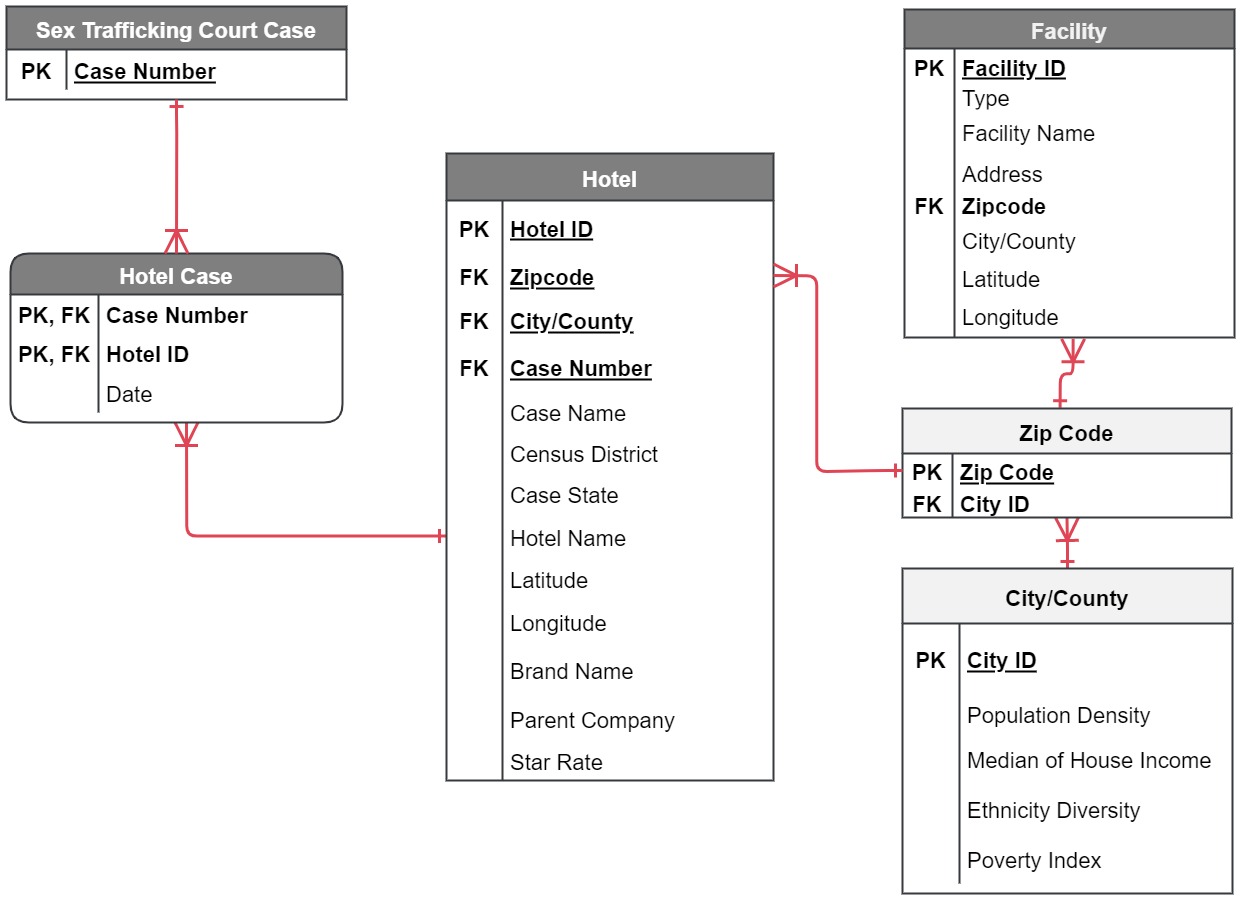 Sex Trafficking Court Case
PK Case Number
Hotel Case
PK, FK Case Number
PK, FK Hotel ID
Date
Hotel
PK Hotel ID
FK Zipcode
FK City/County
FK Case Number
Case Name
Census District
Case State
Hotel Name
Latitude
Longitude
Brand Name
Parent Company
Star Rate
Facility
PK Facility ID
Type
Facility Name
Address
FK Zipcode
City/County
Latitude
Longitude
Zip Code
PK Zip Code
FK City ID
City/County
PK City ID
Population Density
Median of House Income
Ethnicity Diversity
Poverty Index